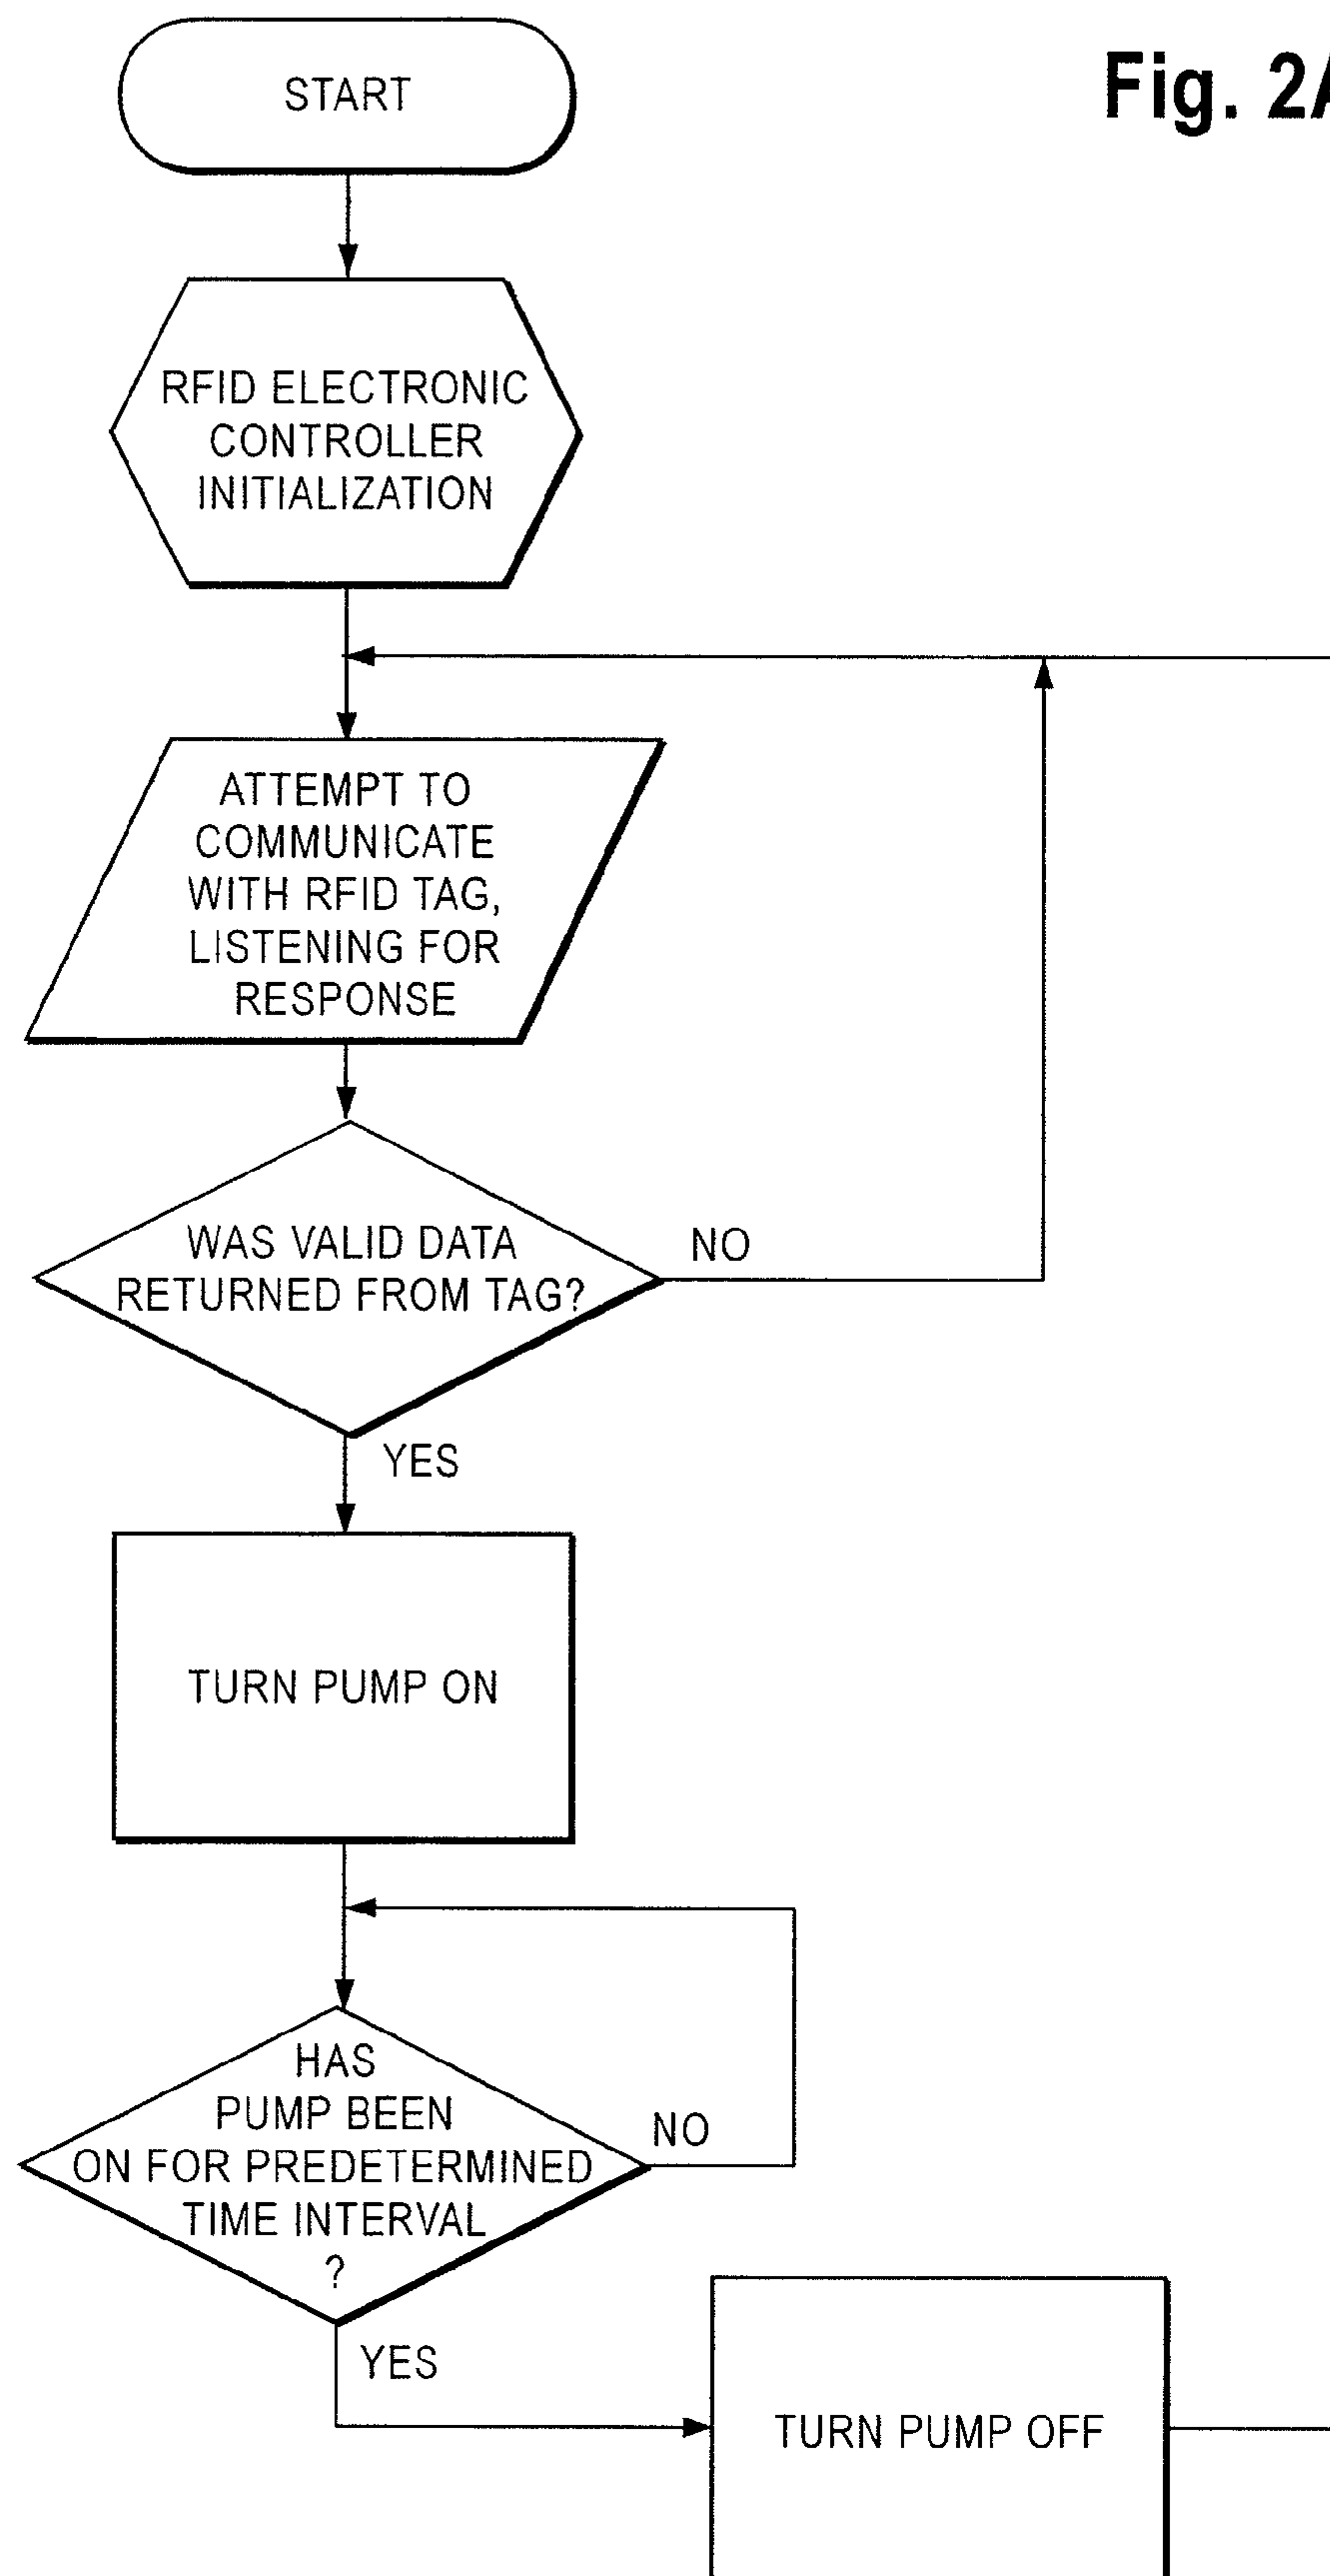 Fig. 2A
START
RFID ELECTRONIC
CONTROLLER
INITIALIZATION
ATTEMPT TO
COMMUNICATE
WITH RFID TAG,
LISTENING FOR
RESPONSE
WAS VALID DATA
RETURNED FROM TAG?
NO
YES
TURN PUMP ON
HAS
PUMP BEEN
ON FOR PREDETERMINED
TIME INTERVAL
?
NO
YES
TURN PUMP OFF